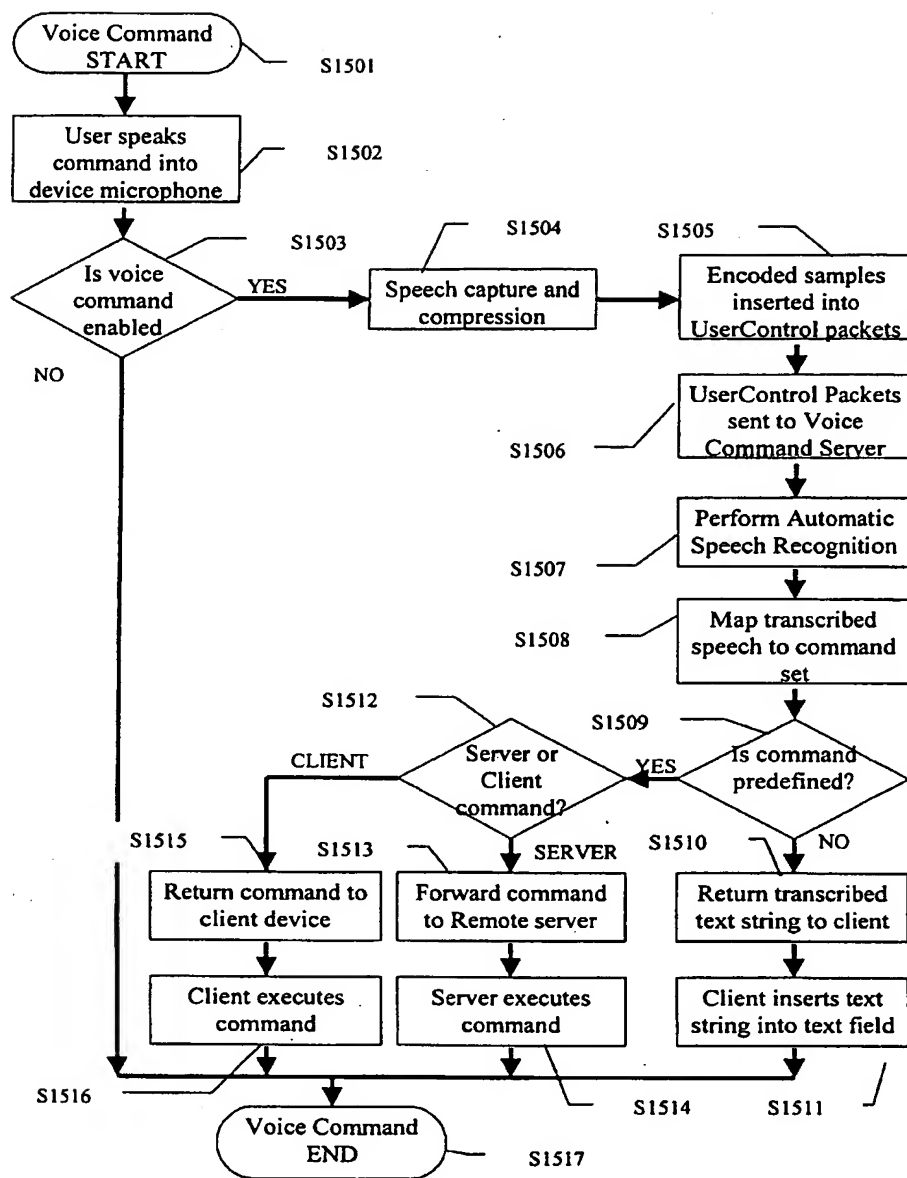 Voice Command
START
S1501
User speaks
command into
device microphone
S1502
S1503
Is voice
command
enabled
YES
NO
S1504
Speech capture and
compression
S1505
Encoded samples
inserted into
UserControl packets
UserControl Packets
sent to Voice
Command Server
S1506
Perform Automatic
Speech Recognition
S1507
Map transcribed
speech to command
set
S1508
S1509
Is command
predefined?
YES
NO
S1512
Server or
Client
command?
CLIENT
SERVER
S1515
Return command to
client device
S1513
Forward command
to Remote server
S1510
Return transcribed
text string to client
Client executes
command
Server executes
command
Client inserts text
string into text field
S1516
S1514
S1511
Voice Command
END
S1517